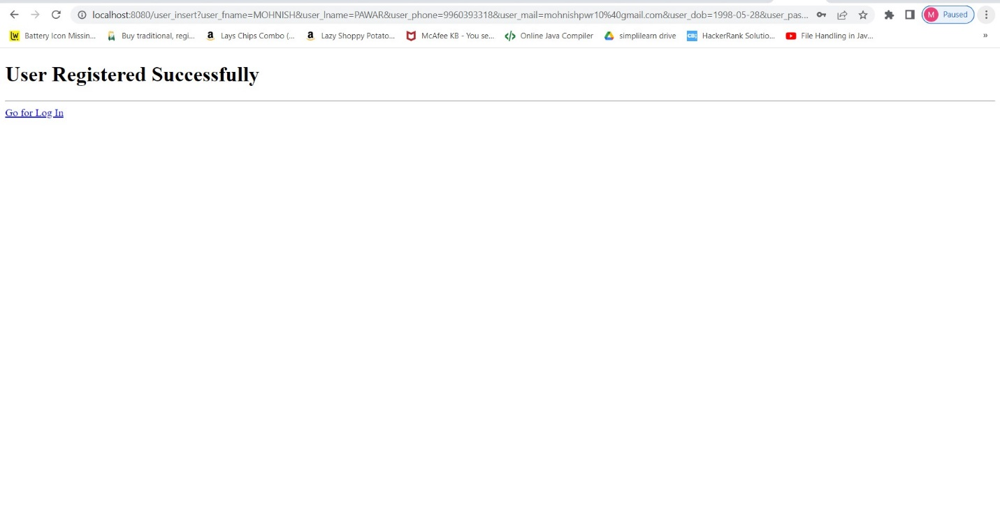 localhost:8080/user_insert?user_fname=MOHNISH&user_lname=PAWAR&user_phone=9960393318&user_mail=mohnishpwr10%40gmail.com&user_dob=1998-05-28&user_pas... M Paused
Battery Icon Missin... Buy traditional, regi... Lays Chips Combo (... Lazy Shoppy Potato... McAfee KB - You se... Online Java Compiler simplilearn drive HackerRank Solutio... File Handling in Jav... »
User Registered Successfully
Go for Log In